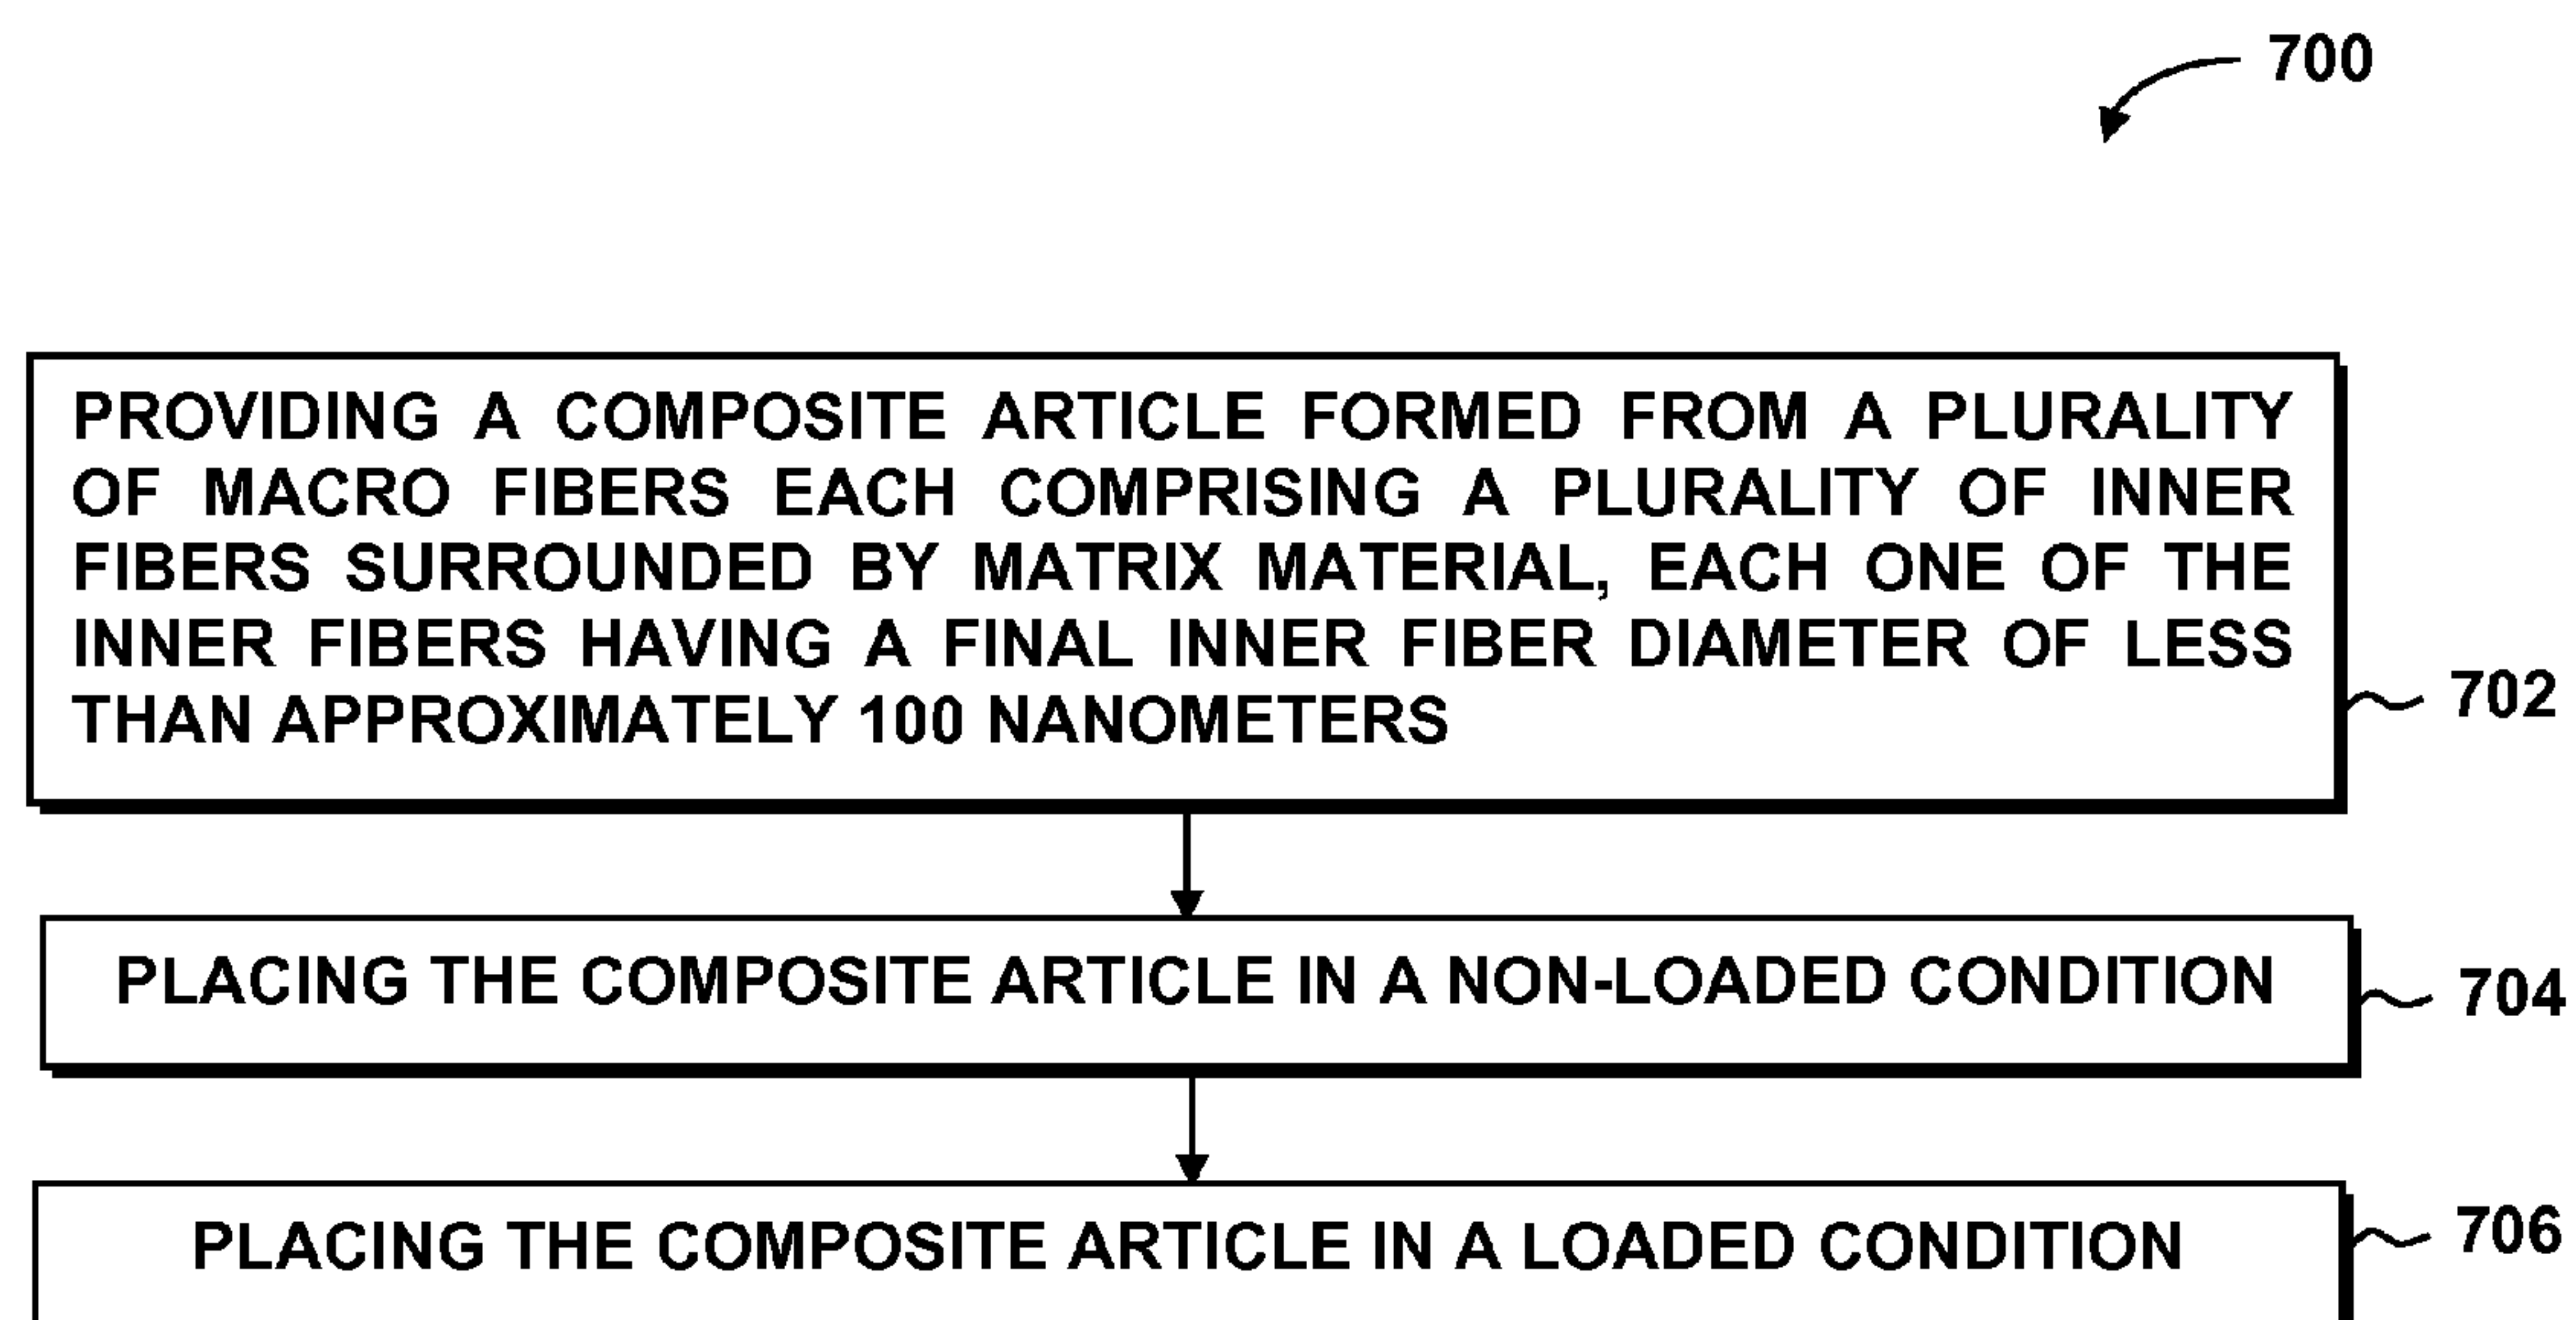 700
PROVIDING A COMPOSITE ARTICLE FORMED FROM A PLURALITY
OF MACRO FIBERS EACH COMPRISING A PLURALITY OF INNER
FIBERS SURROUNDED BY MATRIX MATERIAL, EACH ONE OF THE
INNER FIBERS HAVING A FINAL INNER FIBER DIAMETER OF LESS
THAN APPROXIMATELY 100 NANOMETERS
702
PLACING THE COMPOSITE ARTICLE IN A NON-LOADED CONDITION
704
PLACING THE COMPOSITE ARTICLE IN A LOADED CONDITION
706